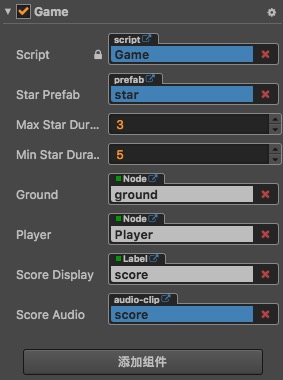 Game
script
Script Game
prefab
Star Prefab star
Max Star Dur... 3
Min Star Dura.. 5
Node
Ground ground
Node
Player Player
Label
Score Display score
audio-clip
Score Audio score
添加组件